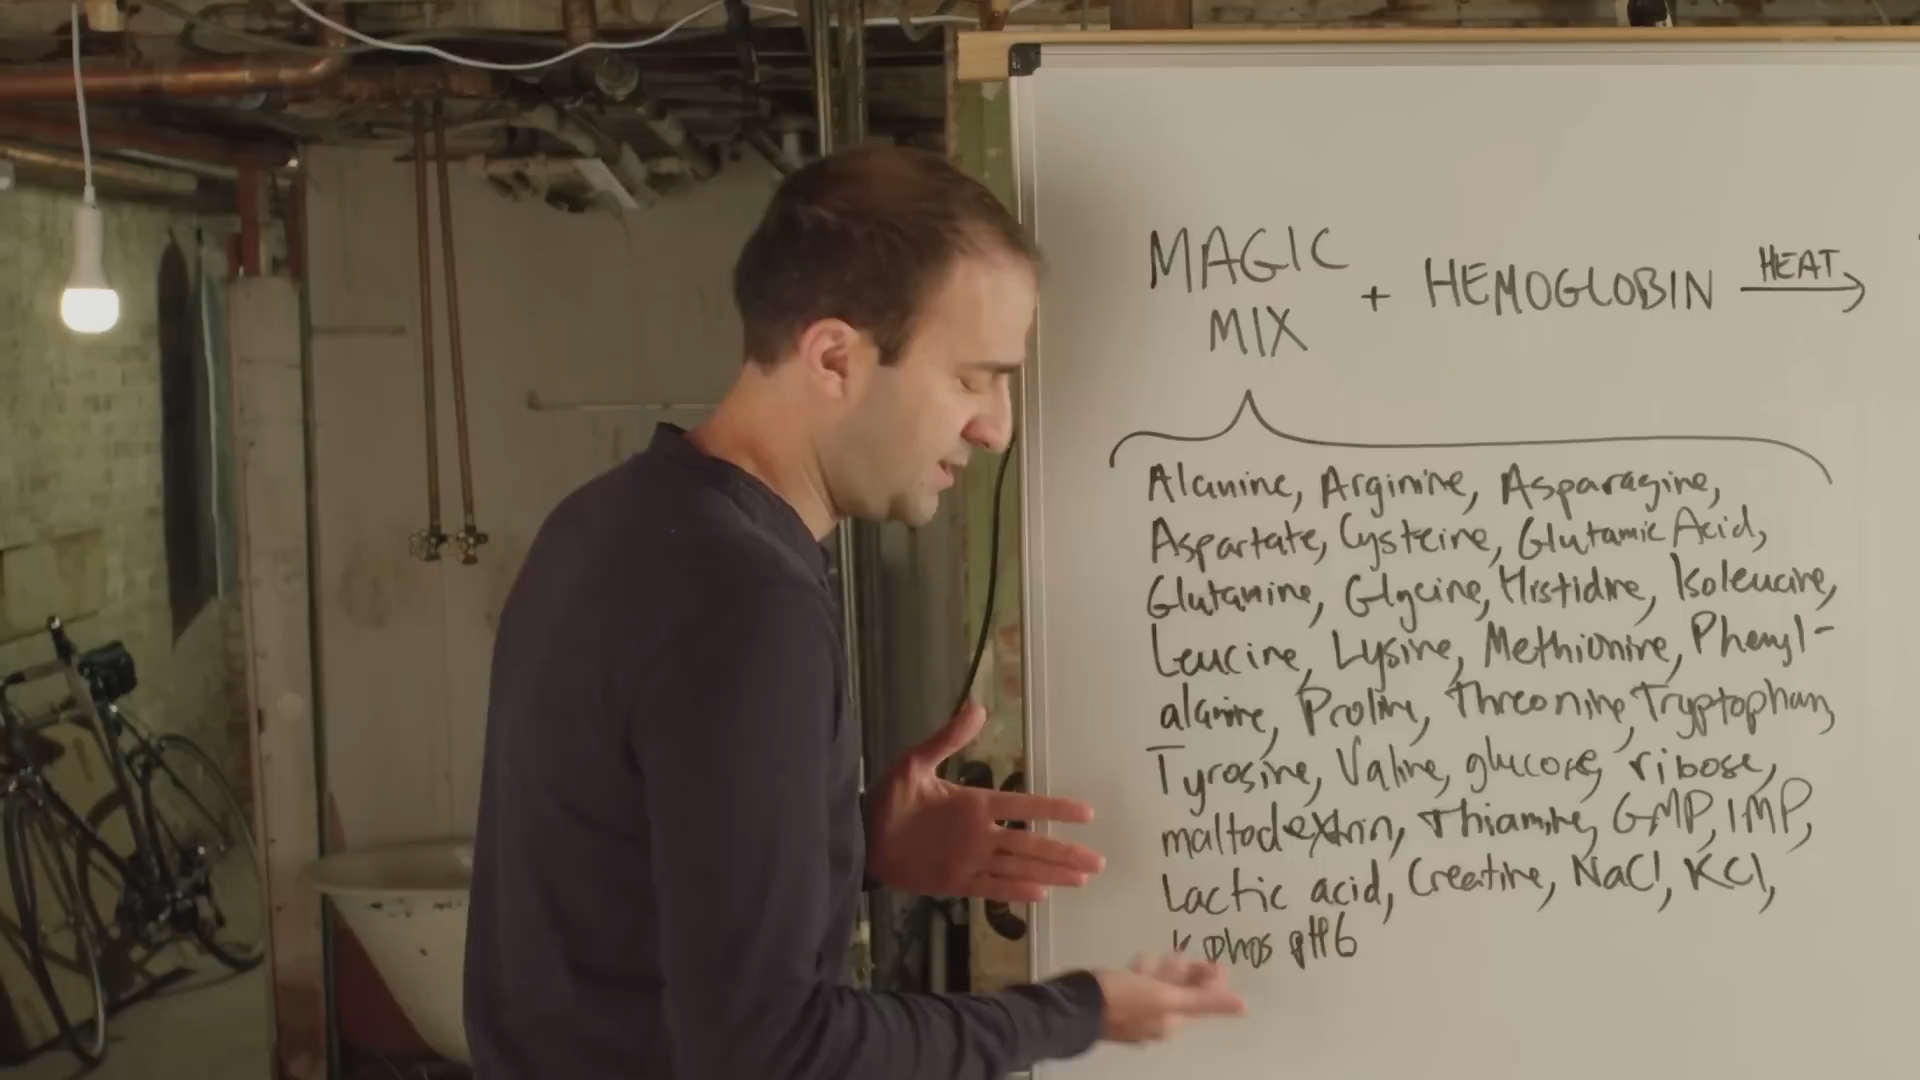 MAGIC
MIX
+ HEMOGLOBIN
HEAT
Alanine, Arginine, Asparagine,
Aspartate, Cysteine, Glutamic Acid,
Glutamine, Glycine, Histidine, Isoleucine,
Leucine, Lysine, Methionine, Phenyl-
alanine, Proline, Threonine, Tryptophan,
Tyrosine, Valine, glucose, ribose,
maltodextrin, Thiamine, GMP, IMP,
Lactic acid, Creatine, NaCl, KCl,
K phos pH6